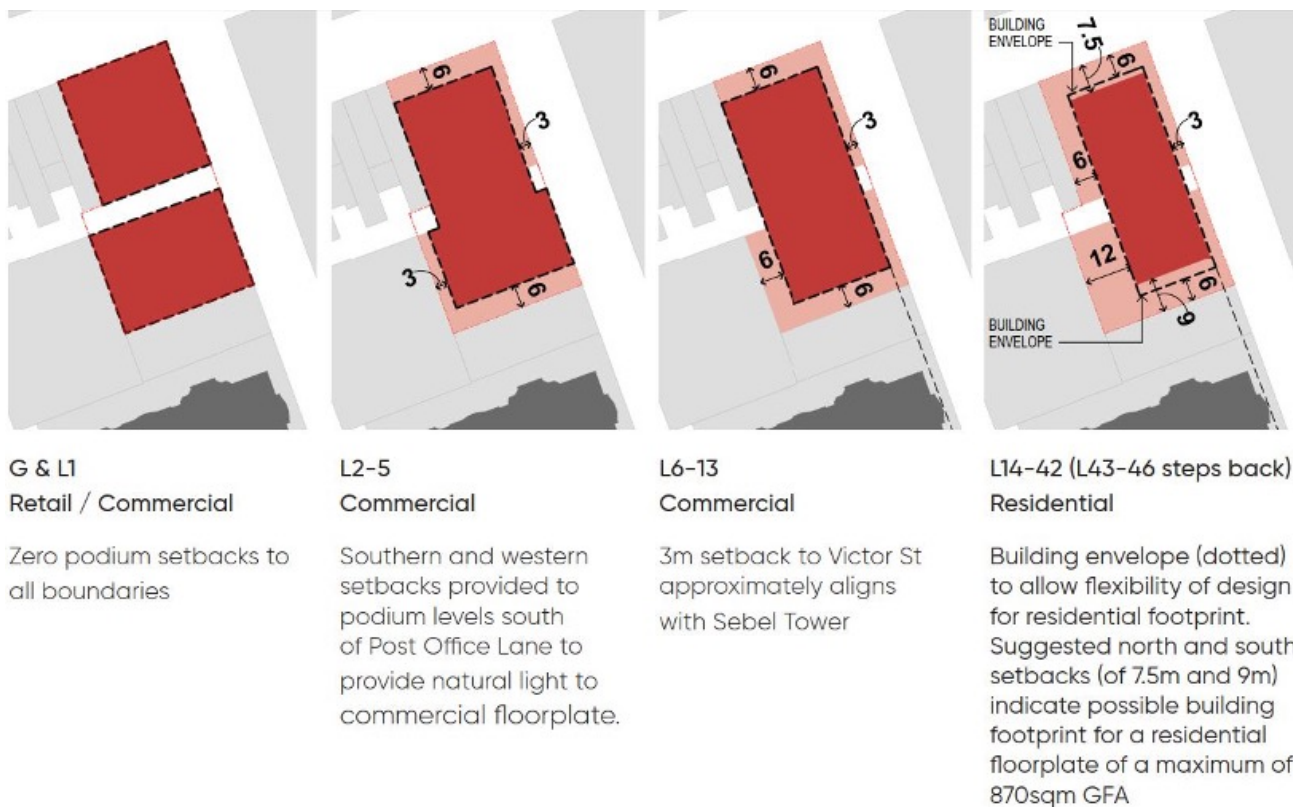 6
3
3
6
6
3
6
6
BUILDING
ENVELOPE
7.5
6
3
6
12
6
9
BUILDING
ENVELOPE
G & L1
Retail / Commercial
Zero podium setbacks to
all boundaries
L2-5
Commercial
Southern and western
setbacks provided to
podium levels south
of Post Office Lane to
provide natural light to
commercial floorplate.
L6-13
Commercial
3m setback to Victor St
approximately aligns
with Sebel Tower
L14-42 (L43-46 steps back)
Residential
Building envelope (dotted)
to allow flexibility of design
for residential footprint.
Suggested north and south
setbacks (of 7.5m and 9m)
indicate possible building
footprint for a residential
floorplate of a maximum of
870sqm GFA